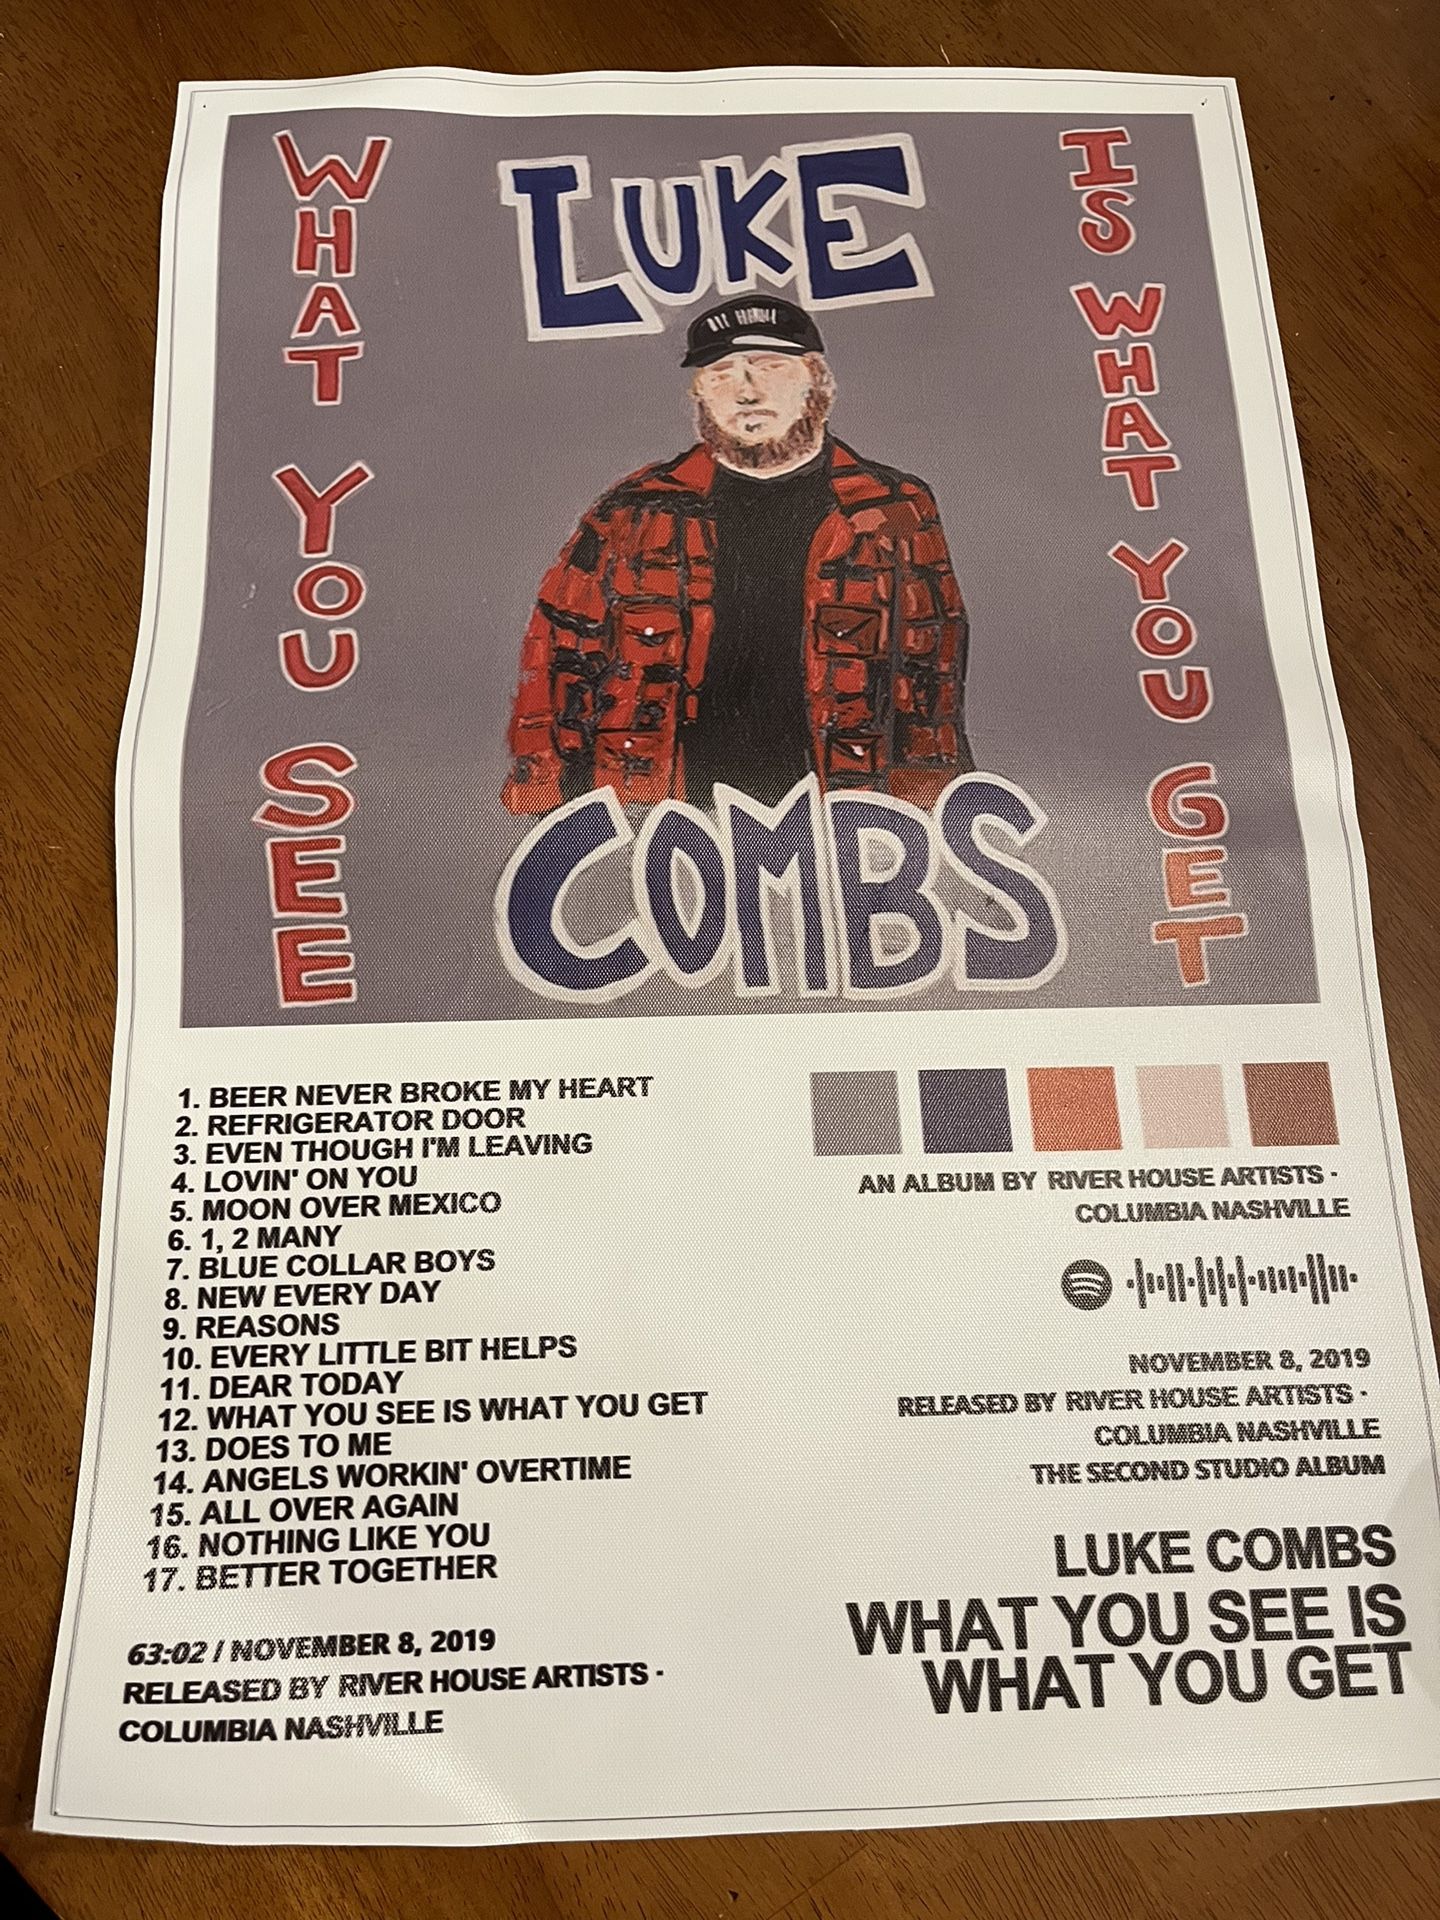 WHAT YOU SEE
LUKE
COMBS
IS WHAT YOU GET
1. BEER NEVER BROKE MY HEART
2. REFRIGERATOR DOOR
3. EVEN THOUGH I'M LEAVING
4. LOVIN' ON YOU
5. MOON OVER MEXICO
6. 1, 2 MANY
7. BLUE COLLAR BOYS
8. NEW EVERY DAY
9. REASONS
10. EVERY LITTLE BIT HELPS
11. DEAR TODAY
12. WHAT YOU SEE IS WHAT YOU GET
13. DOES TO ME
14. ANGELS WORKIN' OVERTIME
15. ALL OVER AGAIN
16. NOTHING LIKE YOU
17. BETTER TOGETHER
63:02 / NOVEMBER 8, 2019
RELEASED BY RIVER HOUSE ARTISTS -
COLUMBIA NASHVILLE
AN ALBUM BY RIVER HOUSE ARTISTS -
COLUMBIA NASHVILLE
NOVEMBER 8, 2019
RELEASED BY RIVER HOUSE ARTISTS -
COLUMBIA NASHVILLE
THE SECOND STUDIO ALBUM
LUKE COMBS
WHAT YOU SEE IS
WHAT YOU GET